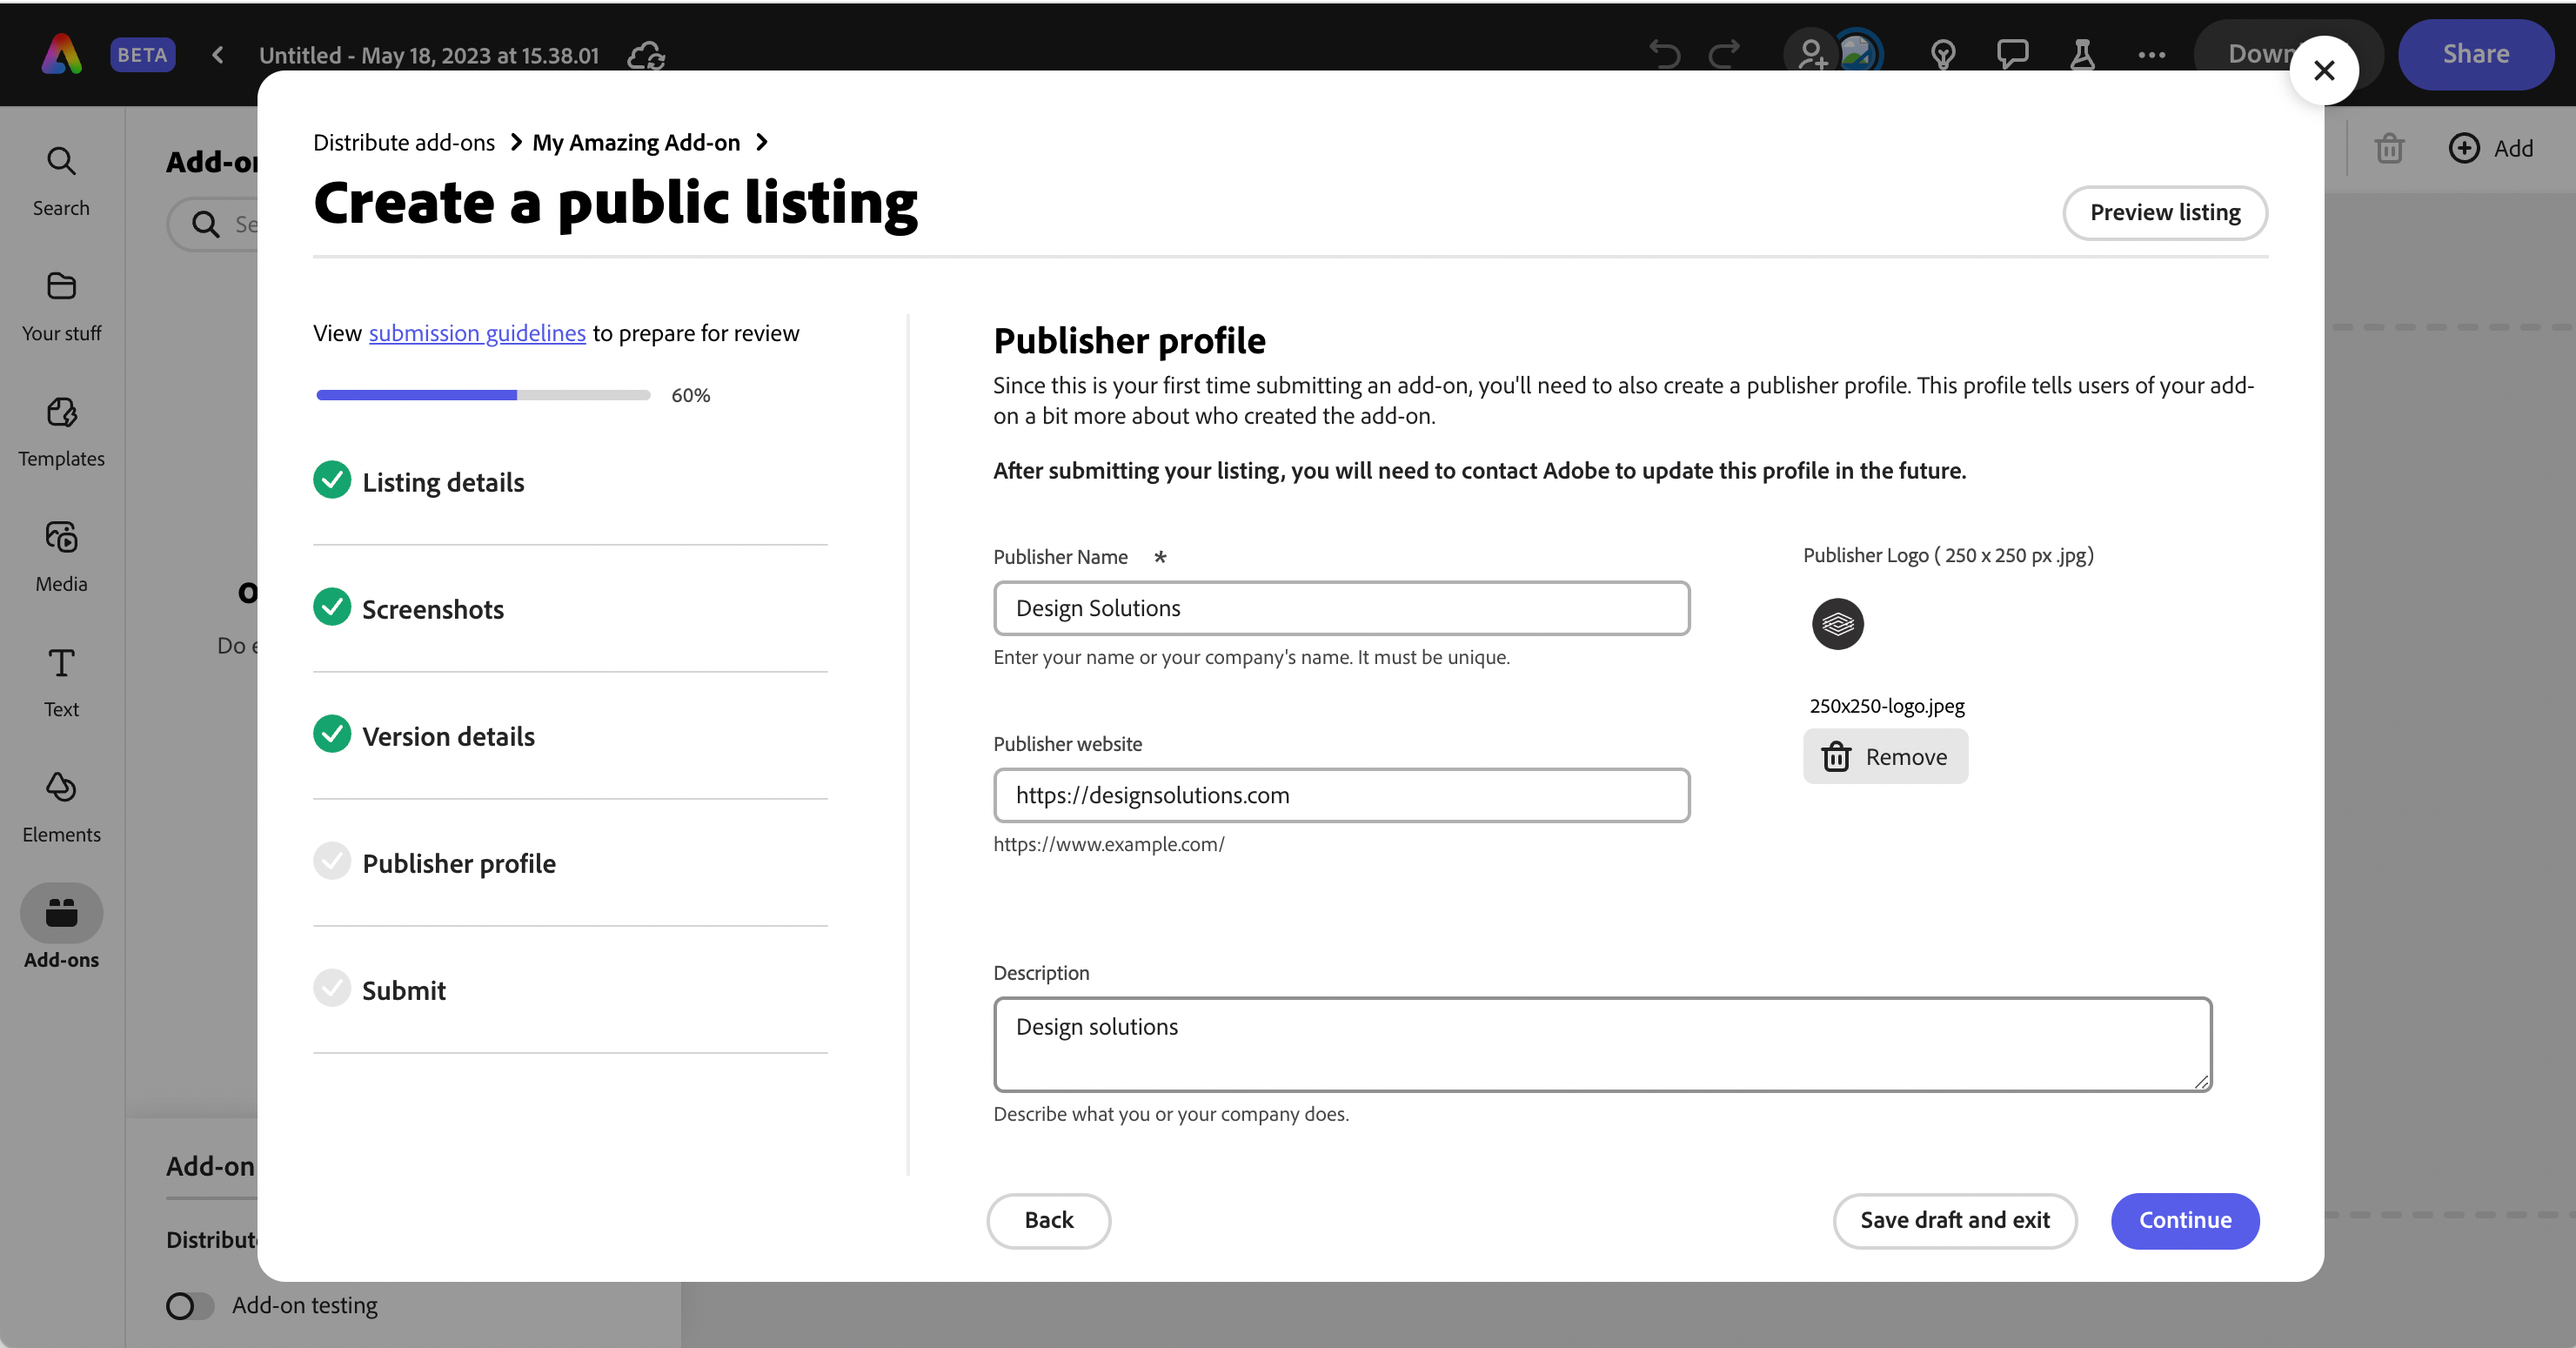 BETA
Untitled - May 18, 2023 at 15.38.01
Share
Search
Your stuff
Templates
Media
Text
Elements
Add-ons
Add
Add-on
Add-on testing
Distribute add-ons > My Amazing Add-on >
Create a public listing
Preview listing
View submission guidelines to prepare for review
60%
Listing details
Screenshots
Version details
Publisher profile
Submit
Publisher profile
Since this is your first time submitting an add-on, you'll need to also create a publisher profile. This profile tells users of your add-
on a bit more about who created the add-on.
After submitting your listing, you will need to contact Adobe to update this profile in the future.
Publisher Name *
Design Solutions
Enter your name or your company's name. It must be unique.
Publisher Logo ( 250 x 250 px .jpg)
250x250-logo.jpeg
Remove
Publisher website
https://designsolutions.com
https://www.example.com/
Description
Design solutions
Describe what you or your company does.
Back
Save draft and exit
Continue